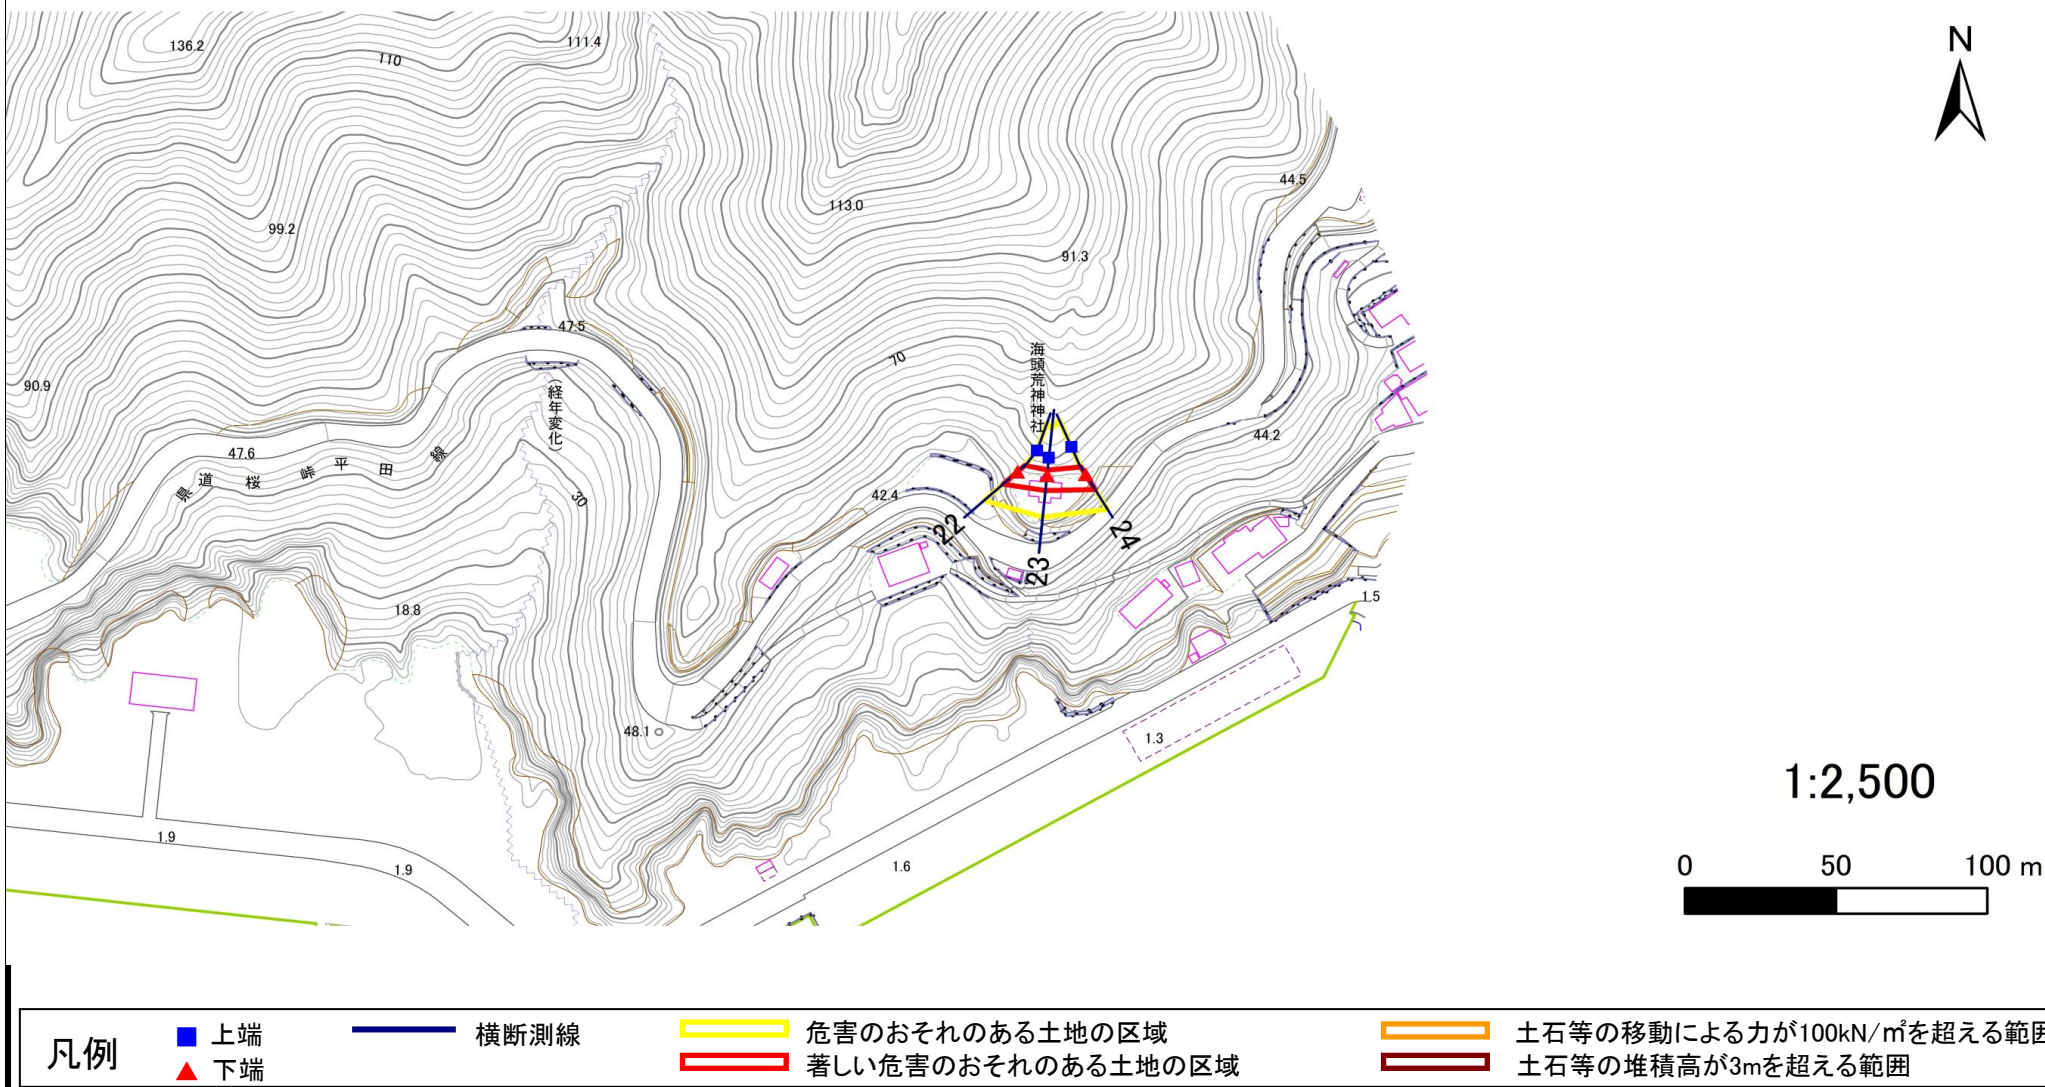 136.2
110
111.4
N
99.2
113.0
44.5
91.3
47.5
70
海頭荒神神社
90.9
(経年変化)
47.6
県道桜峠平田線
30
42.4
44.2
22
23
24
18.8
1.5
48.1
1.3
1:2,500
1.9
1.9
1.6
0 50 100 m
凡例
上端
下端
横断測線
危害のおそれのある土地の区域
著しい危害のおそれのある土地の区域
土石等の移動による力が100kN/㎡を超える範囲
土石等の堆積高が3mを超える範囲